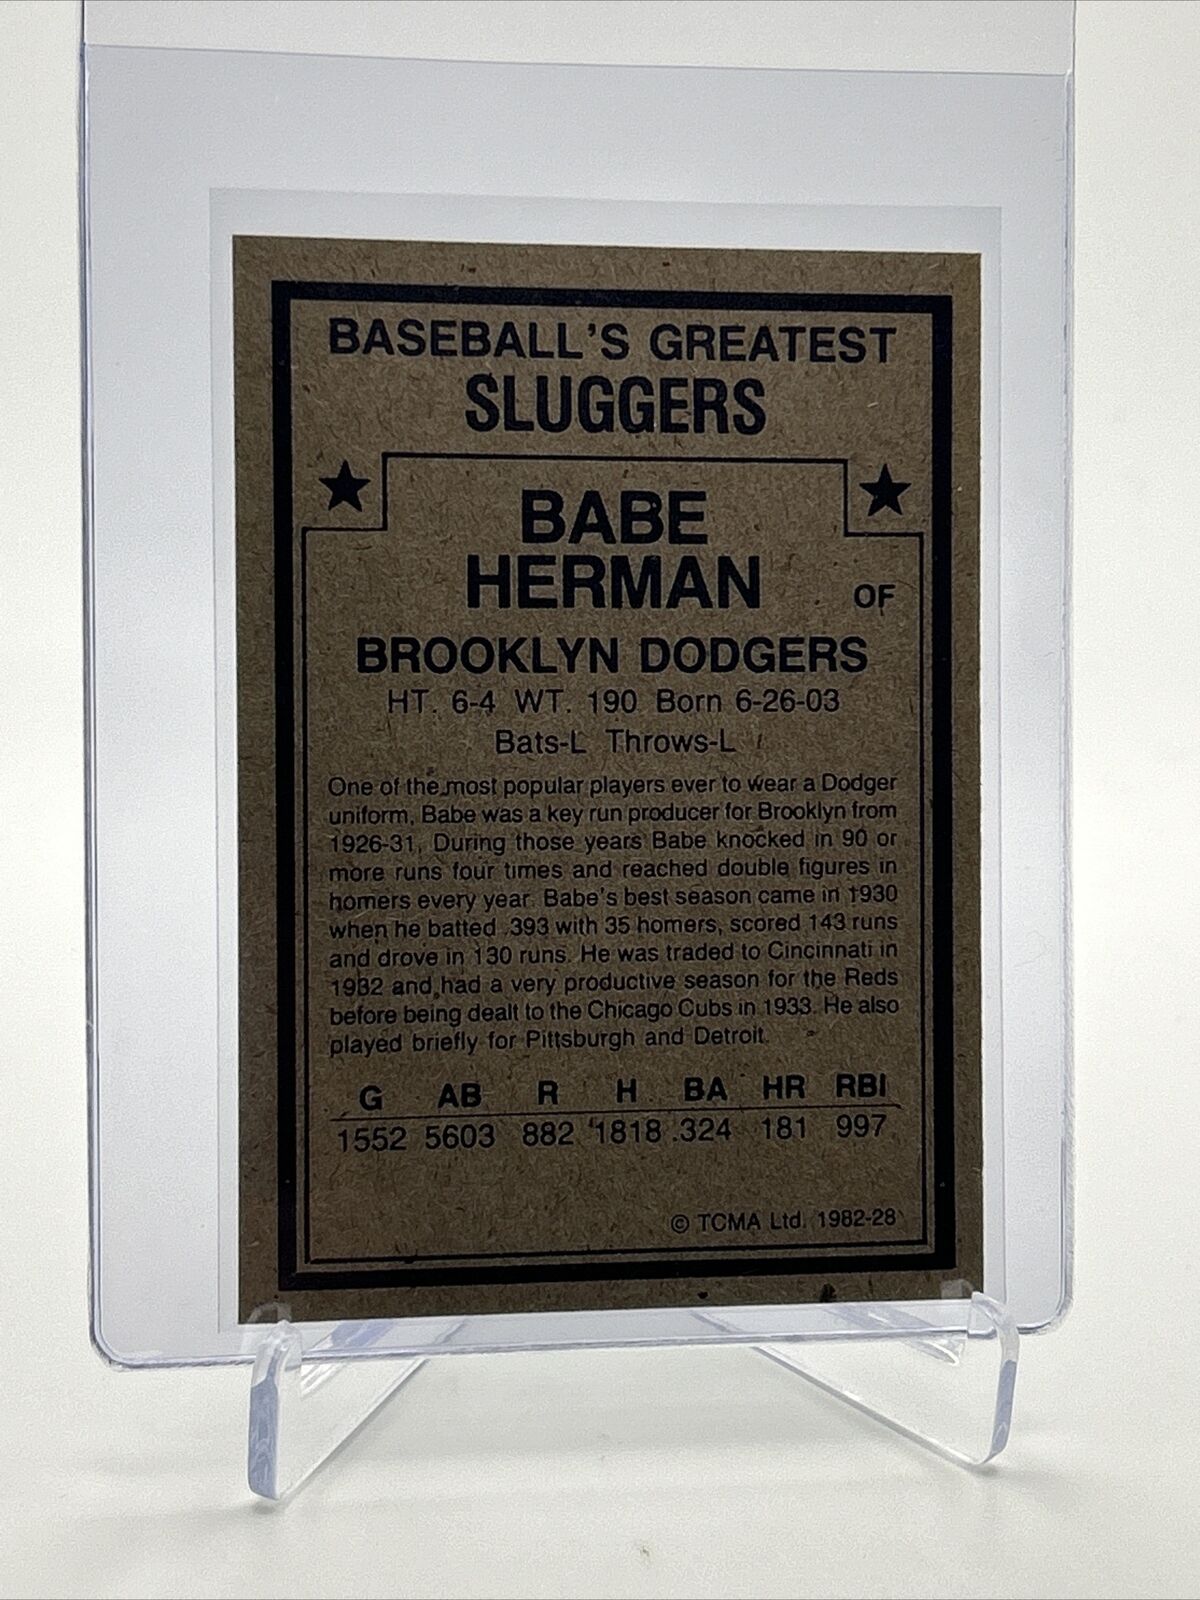 BASEBALL'S GREATEST
SLUGGERS
BABE
HERMAN OF
BROOKLYN DODGERS
HT. 6-4 WT. 190 Born 6-26-03
Bats-L Throws-L
One of the most popular players ever to wear a Dodger
uniform, Babe was a key run producer for Brooklyn from
1926-31. During those years Babe knocked in 90 or
more runs four times and reached double figures in
homers every year. Babe's best season came in 1930
when he batted .393 with 35 homers, scored 143 runs
and drove in 130 runs. He was traded to Cincinnati in
1932 and had a very productive season for the Reds
before being dealt to the Chicago Cubs in 1933. He also
played briefly for Pittsburgh and Detroit.
G AB R H BA HR RBI
1552 5603 882 1818 .324 181 997
© TCMA Ltd. 1982-28